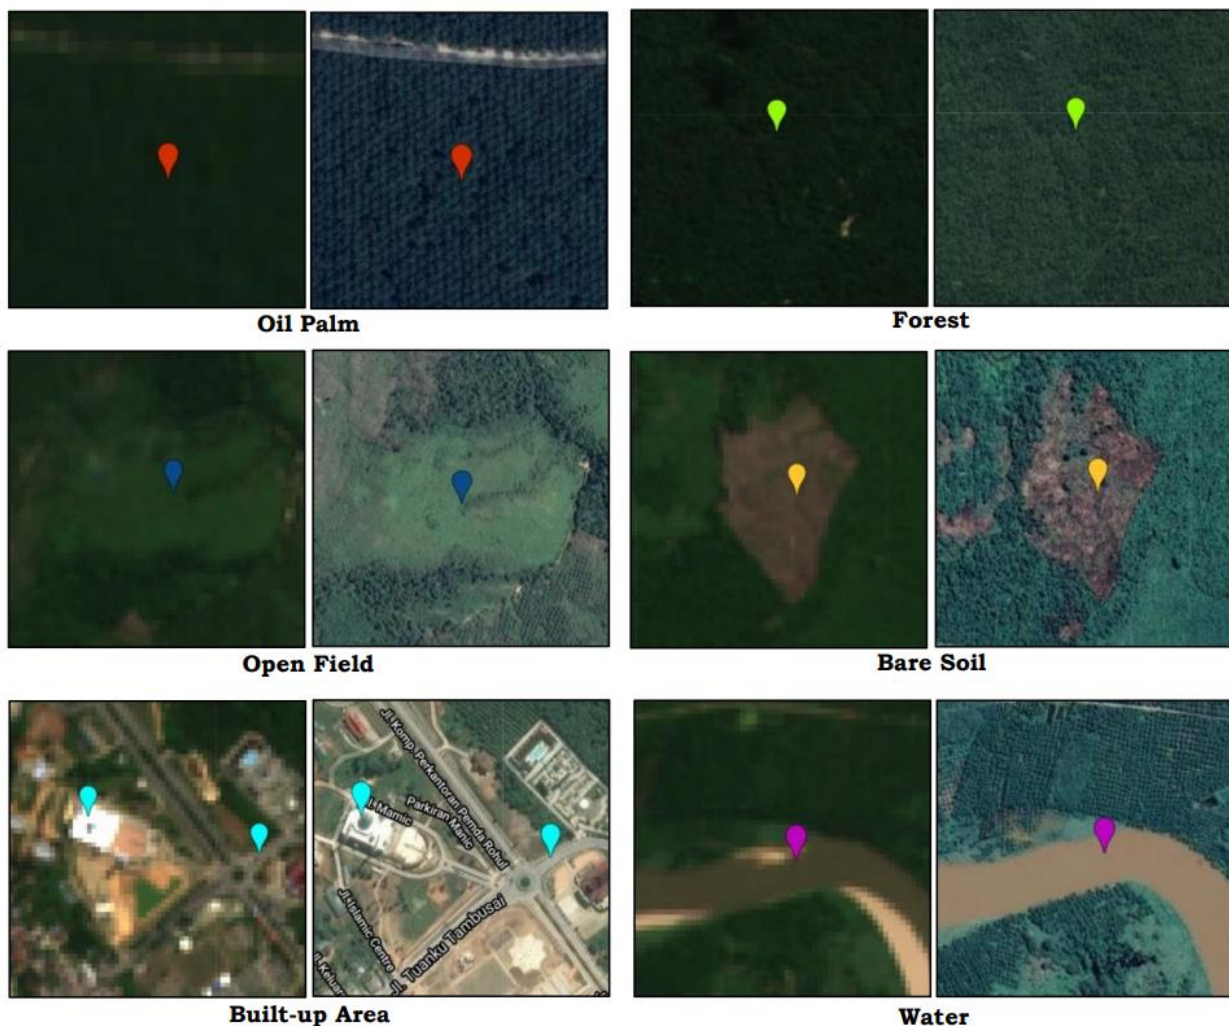 Oil Palm
Forest
Open Field
Bare Soil
Jl. Komp. Perkantoran Pemda Rohul
I. Mamic
Parkiran Manic
Jl. Islamic Centre
Jl. Tuanku Tambusai
Built-up Area
Water